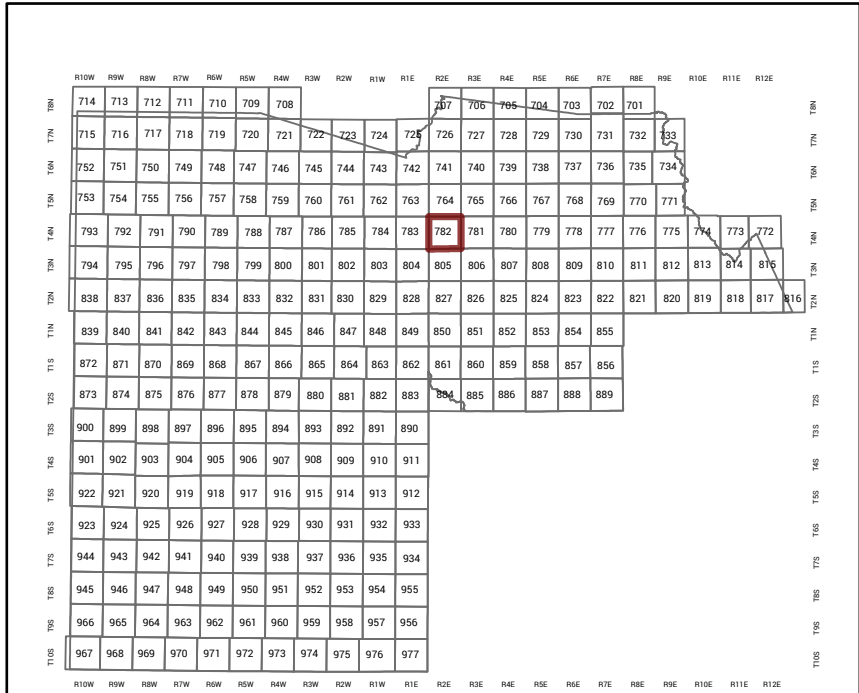 R10W R9W R8W R7W R6W R5W R4W R3W R2W R1W R1E R2E R3E R4E R5E R6E R7E R8E R9E R10E R11E R12E
T8N 714 713 712 711 710 709 708 707 706 705 704 703 702 701 T8N
T7N 715 716 717 718 719 720 721 722 723 724 725 726 727 728 729 730 731 732 733 T7N
T6N 752 751 750 749 748 747 746 745 744 743 742 741 740 739 738 737 736 735 734 T6N
T5N 753 754 755 756 757 758 759 760 761 762 763 764 765 766 767 768 769 770 771 T5N
T4N 793 792 791 790 789 788 787 786 785 784 783 782 781 780 779 778 777 776 775 774 773 772 T4N
T3N 794 795 796 797 798 799 800 801 802 803 804 805 806 807 808 809 810 811 812 813 814 815 T3N
T2N 838 837 836 835 834 833 832 831 830 829 828 827 826 825 824 823 822 821 820 819 818 817 816 T2N
T1N 839 840 841 842 843 844 845 846 847 848 849 850 851 852 853 854 855 T1N
T1S 872 871 870 869 868 867 866 865 864 863 862 861 860 859 858 857 856 T1S
T2S 873 874 875 876 877 878 879 880 881 882 883 884 885 886 887 888 889 T2S
T3S 900 899 898 897 896 895 894 893 892 891 890 T3S
T4S 901 902 903 904 905 906 907 908 909 910 911 T4S
T5S 922 921 920 919 918 917 916 915 914 913 912 T5S
T6S 923 924 925 926 927 928 929 930 931 932 933 T6S
T7S 944 943 942 941 940 939 938 937 936 935 934 T7S
T8S 945 946 947 948 949 950 951 952 953 954 955 T8S
T9S 966 965 964 963 962 961 960 959 958 957 956 T9S
T10S 967 968 969 970 971 972 973 974 975 976 977 T10S
R10W R9W R8W R7W R6W R5W R4W R3W R2W R1W R1E R2E R3E R4E R5E R6E R7E R8E R9E R10E R11E R12E